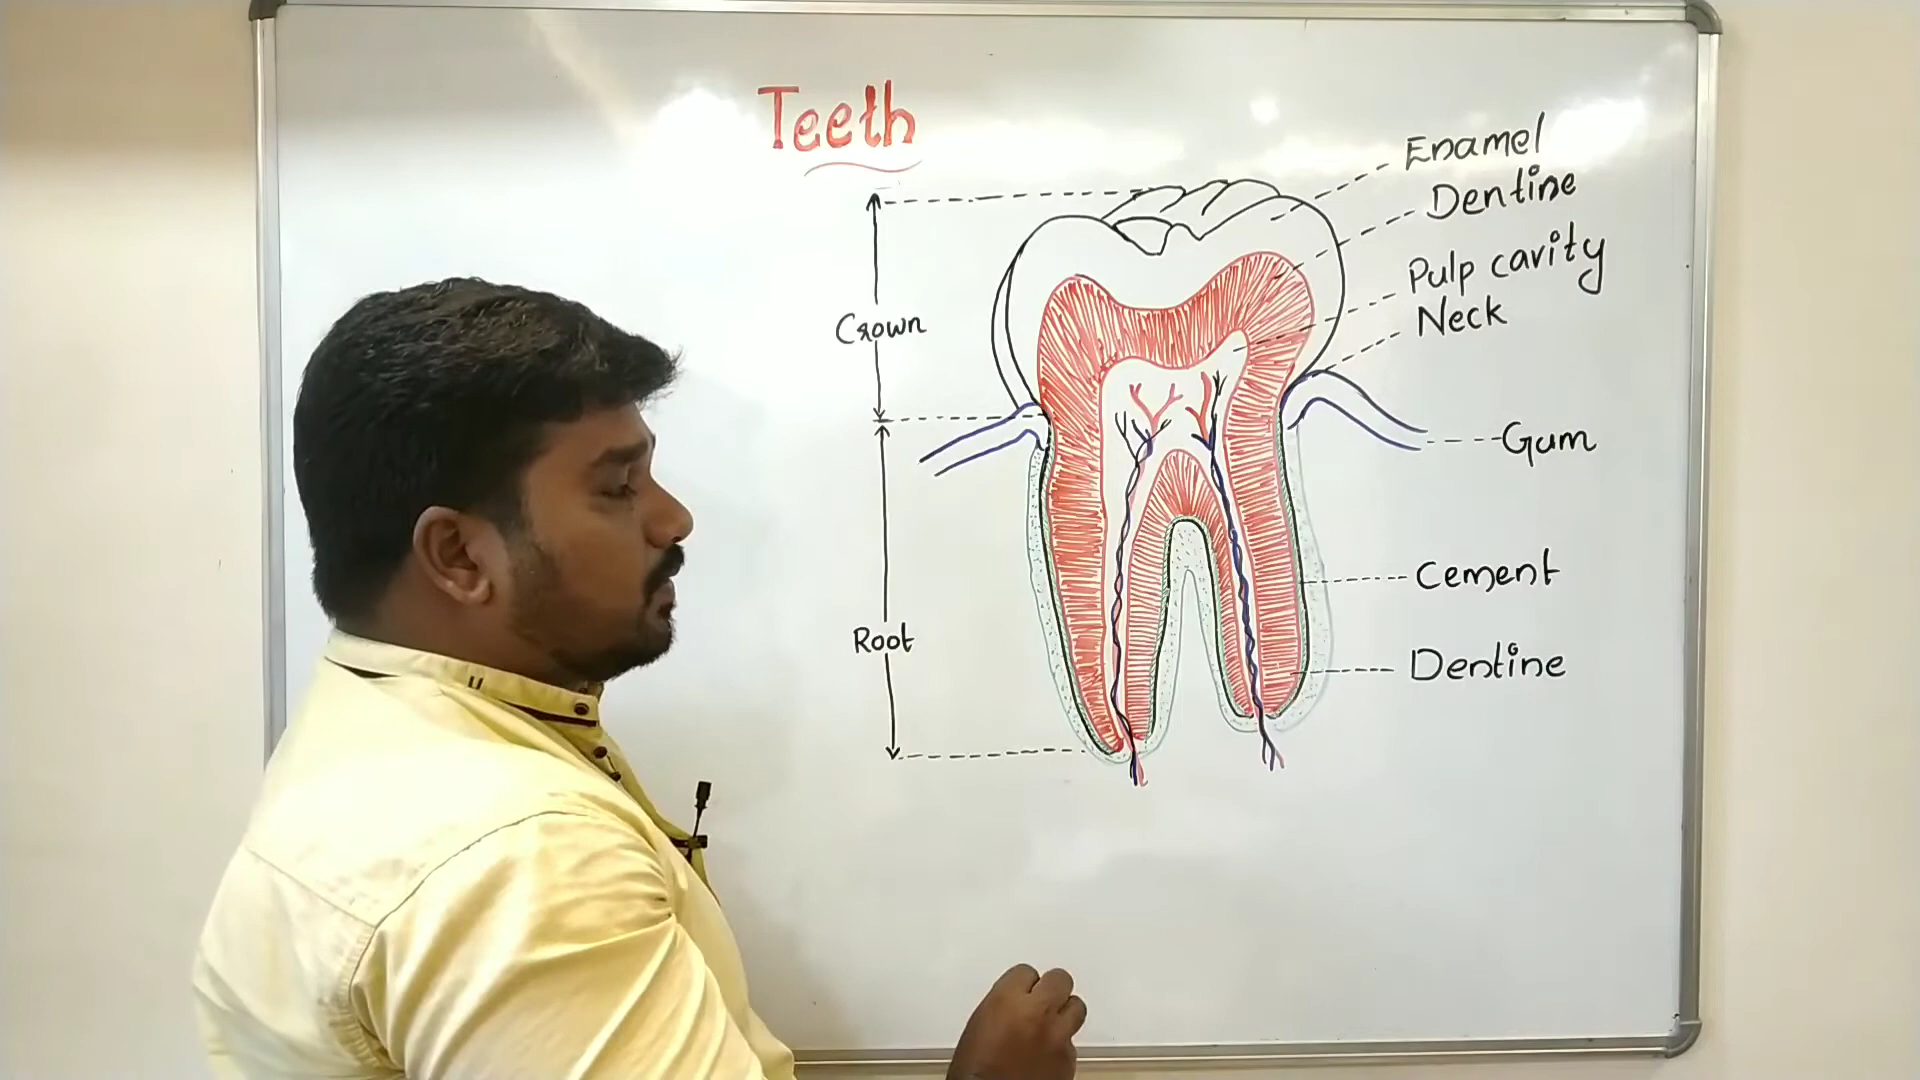 Teeth
Enamel
Dentine
Pulp cavity
Neck
Crown
Gum
Cement
Root
Dentine